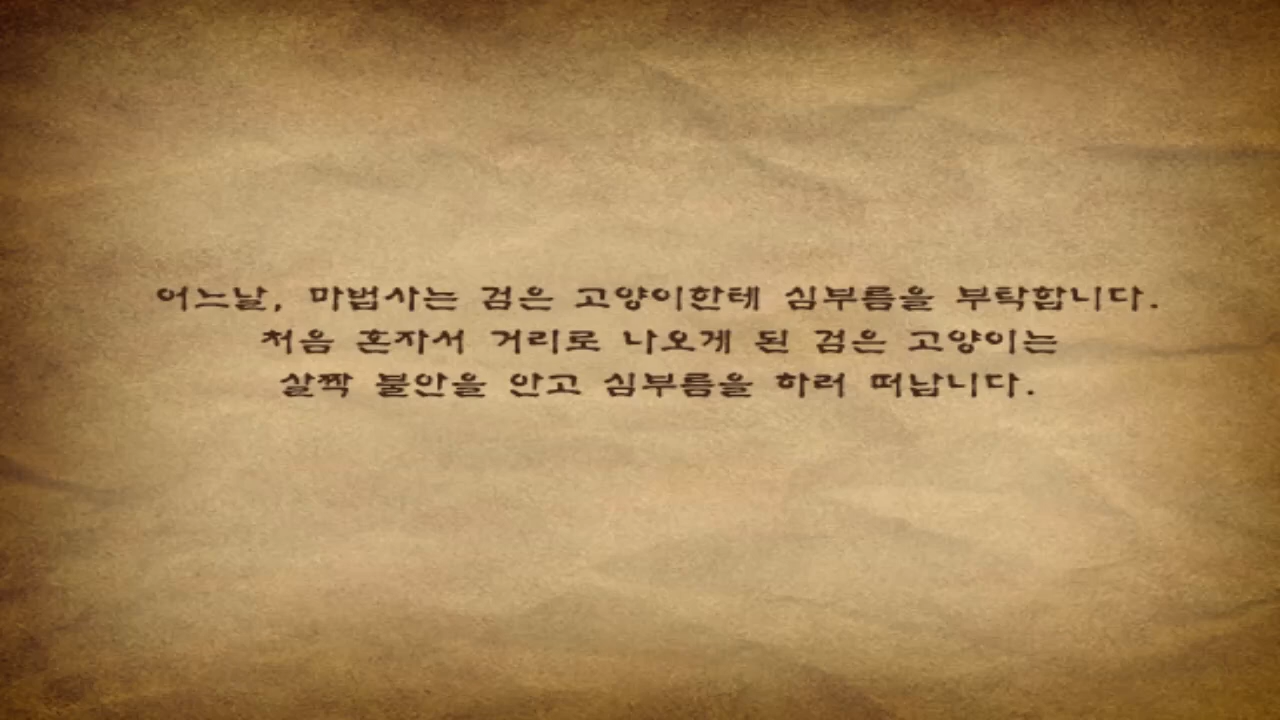 어느날, 마법사는 검은 고양이한테 심부름을 부탁합니다.
처음 혼자서 거리로 나오게 된 검은 고양이는
살짝 불안을 안고 심부름을 하러 떠납니다.